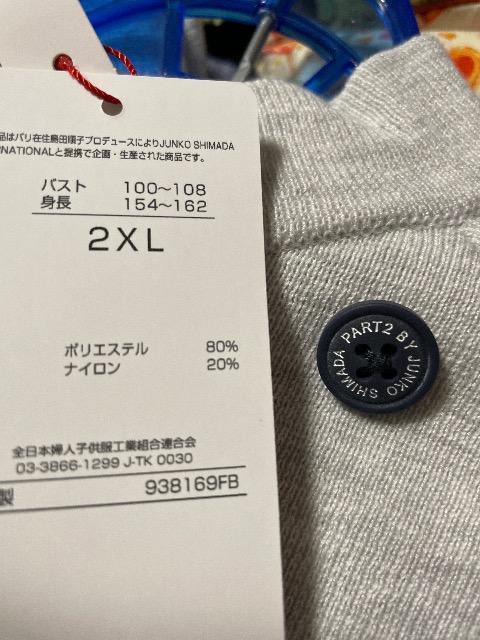 品はパリ在住島田順子プロデュースによりJUNKO SHIMADA
RNATIONALと提携で企画・生産された商品です。
バスト 100〜108
身長 154〜162
2XL
ポリエステル 80%
ナイロン 20%
全日本婦人子供服工業組合連合会
03-3866-1299 J-TK 0030
製 938169FB
PART2 BY JUNKO SHIMADA